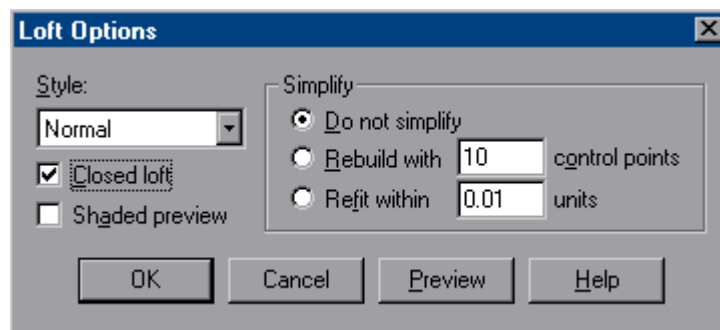 Loft Options
Style:
Normal
Closed loft
Shaded preview
Simplify
Do not simplify
Rebuild with 10 control points
Refit within 0.01 units
OK Cancel Preview Help